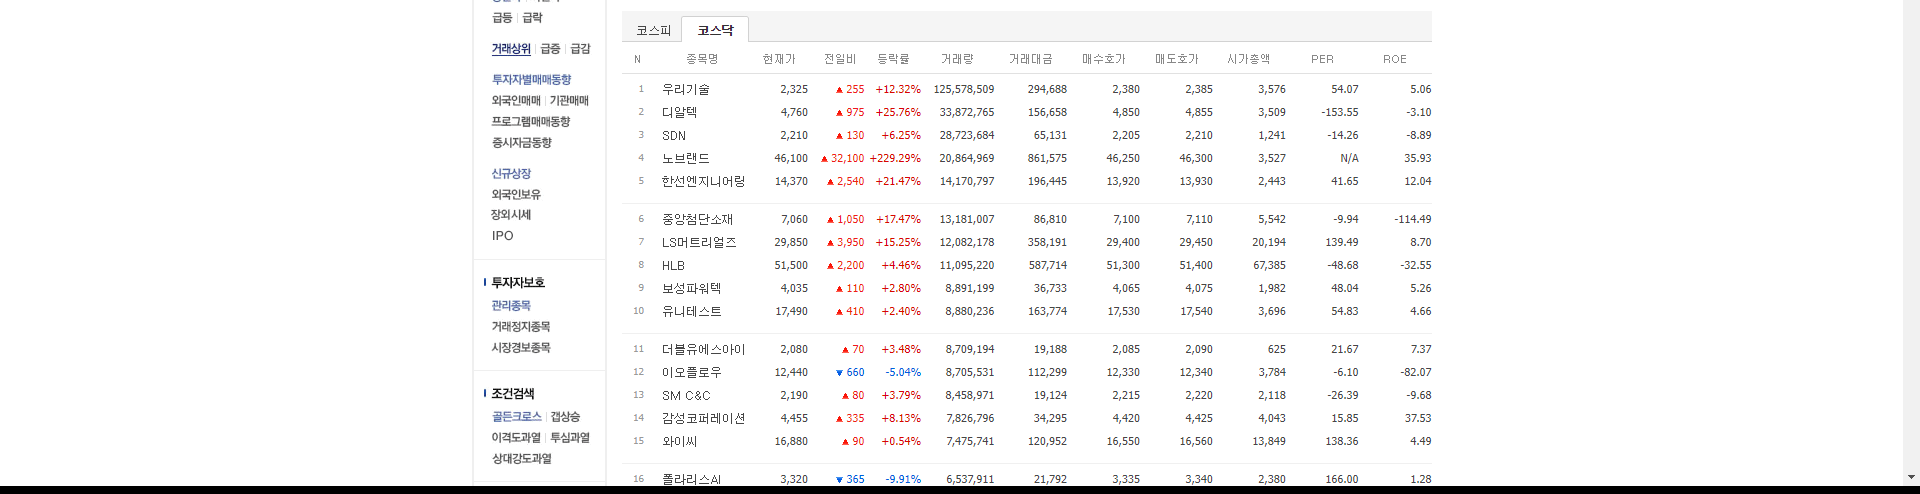 급등 | 급락
거래상위 | 급증 | 급감
투자자별매매동향
외국인매매 | 기관매매
프로그램매매동향
증시자금동향
신규상장
외국인보유
장외시세
IPO
투자자보호
관리종목
거래정지종목
시장경보종목
조건검색
골든크로스 | 갭상승
이격도과열 | 투심과열
상대강도과열
코스피 코스닥
N 종목명 현재가 전일비 등락률 거래량 거래대금 매수호가 매도호가 시가총액 PER ROE
1 우리기술 2,325 ▲ 255 +12.32% 125,578,509 294,688 2,380 2,385 3,576 54.07 5.06
2 디알텍 4,760 ▲ 975 +25.76% 33,872,765 156,658 4,850 4,855 3,509 -153.55 -3.10
3 SDN 2,210 ▲ 130 +6.25% 28,723,684 65,131 2,205 2,210 1,241 -14.26 -8.89
4 노브랜드 46,100 ▲ 32,100 +229.29% 20,864,969 861,575 46,250 46,300 3,527 N/A 35.93
5 한선엔지니어링 14,370 ▲ 2,540 +21.47% 14,170,797 196,445 13,920 13,930 2,443 41.65 12.04
6 중앙첨단소재 7,060 ▲ 1,050 +17.47% 13,181,007 86,810 7,100 7,110 5,542 -9.94 -114.49
7 LS머트리얼즈 29,850 ▲ 3,950 +15.25% 12,082,178 358,191 29,400 29,450 20,194 139.49 8.70
8 HLB 51,500 ▲ 2,200 +4.46% 11,095,220 587,714 51,300 51,400 67,385 -48.68 -32.55
9 보성파워텍 4,035 ▲ 110 +2.80% 8,891,199 36,733 4,065 4,075 1,982 48.04 5.26
10 유니테스트 17,490 ▲ 410 +2.40% 8,880,236 163,774 17,530 17,540 3,696 54.83 4.66
11 더블유에스아이 2,080 ▲ 70 +3.48% 8,709,194 19,188 2,085 2,090 625 21.67 7.37
12 이오플로우 12,440 ▼ 660 -5.04% 8,705,531 112,299 12,330 12,340 3,784 -6.10 -82.07
13 SM C&C 2,190 ▲ 80 +3.79% 8,458,971 19,124 2,215 2,220 2,118 -26.39 -9.68
14 감성코퍼레이션 4,455 ▲ 335 +8.13% 7,826,796 34,295 4,420 4,425 4,043 15.85 37.53
15 와이씨 16,880 ▲ 90 +0.54% 7,475,741 120,952 16,550 16,560 13,849 138.36 4.49
16 폴라리스AI 3,320 ▼ 365 -9.91% 6,537,911 21,792 3,335 3,340 2,380 166.00 1.28